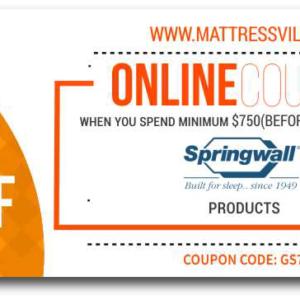 WWW.MATTRESSVIL
ONLINE COU
WHEN YOU SPEND MINIMUM $750(BEFOR
Springwall
Built for sleep.. since 1949
F
PRODUCTS
COUPON CODE: GS7